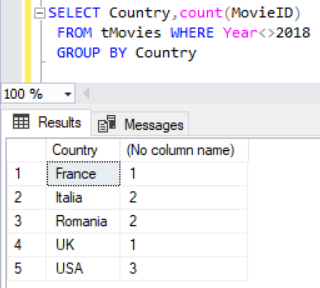 SELECT Country,count(MovieID)
FROM tMovies WHERE Year<>2018
GROUP BY Country
100 %
Results Messages
Country (No column name)
1 France 1
2 Italia 2
3 Romania 2
4 UK 1
5 USA 3